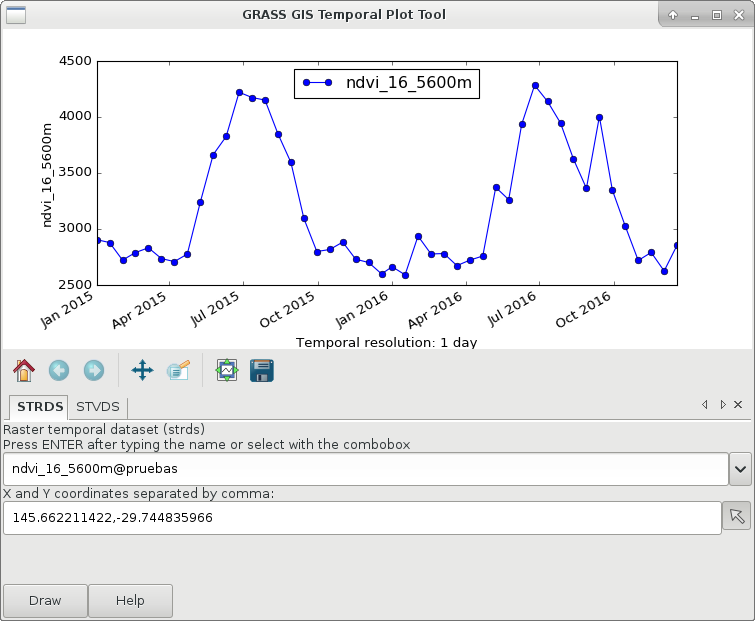 GRASS GIS Temporal Plot Tool
ndvi_16_5600m
4500
4000
3500
3000
2500
ndvi_16_5600m
Jan 2015
Apr 2015
Jul 2015
Oct 2015
Jan 2016
Apr 2016
Jul 2016
Oct 2016
Temporal resolution: 1 day
STRDS STVDS
Raster temporal dataset (strds)
Press ENTER after typing the name or select with the combobox
ndvi_16_5600m@pruebas
X and Y coordinates separated by comma:
145.662211422,-29.744835966
Draw Help